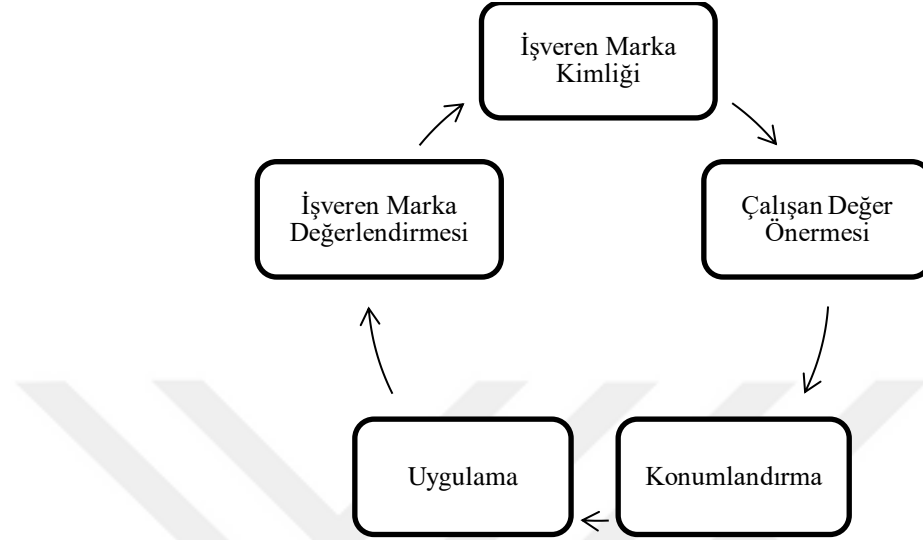 İşveren Marka
Kimliği
Çalışan Değer
Önermesi
Konumlandırma
Uygulama
İşveren Marka
Değerlendirmesi